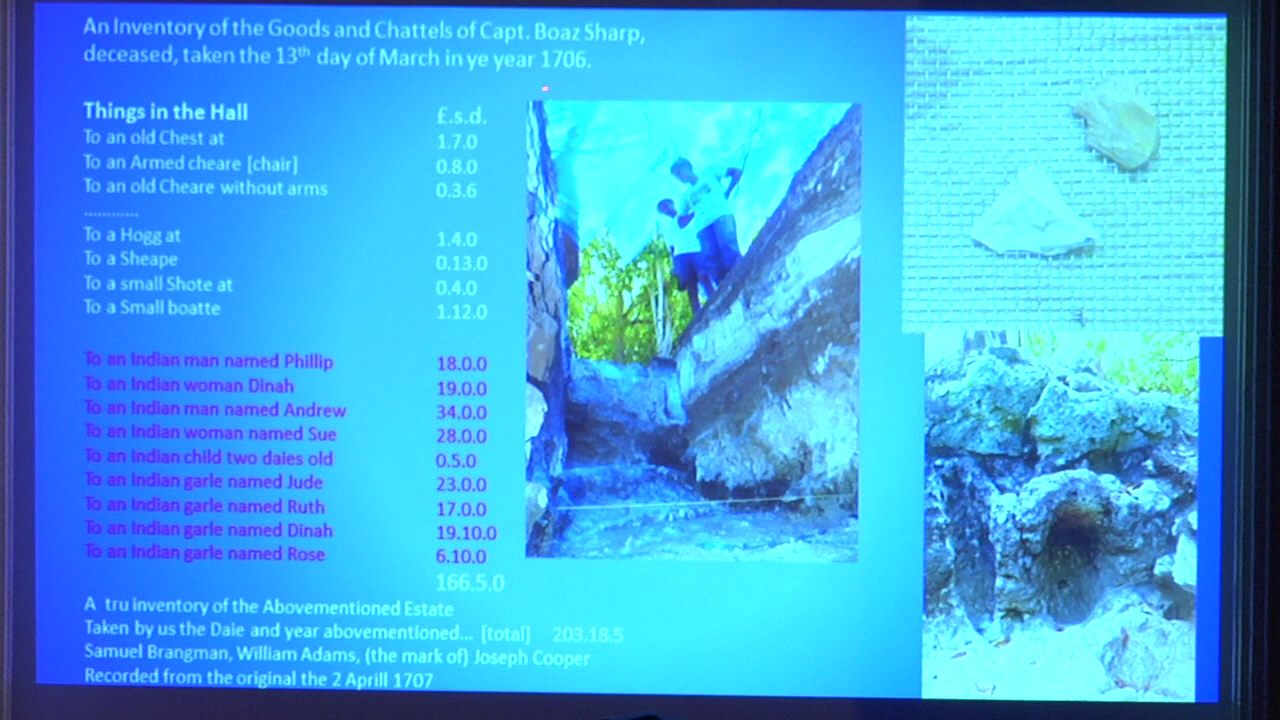 An Inventory of the Goods and Chattels of Capt. Boaz Sharp,
deceased, taken the 13th day of March in ye year 1706.
Things in the Hall £.s.d.
To an old Chest at 1.7.0
To an Armed cheare [chair] 0.8.0
To an old Cheare without arms 0.3.6
............
To a Hogg at 1.4.0
To a Sheape 0.13.0
To a small Shote at 0.4.0
To a Small boatte 1.12.0
To an Indian man named Phillip 18.0.0
To an Indian woman Dinah 19.0.0
To an Indian man named Andrew 34.0.0
To an Indian woman named Sue 28.0.0
To an Indian child two daies old 0.5.0
To an Indian garle named Jude 23.0.0
To an Indian garle named Ruth 17.0.0
To an Indian garle named Dinah 19.10.0
To an Indian garle named Rose 6.10.0
166.5.0
A tru inventory of the Abovementioned Estate
Taken by us the Daie and year abovementioned... [total] 203.18.5
Samuel Brangman, William Adams, (the mark of) Joseph Cooper
Recorded from the original the 2 Aprill 1707